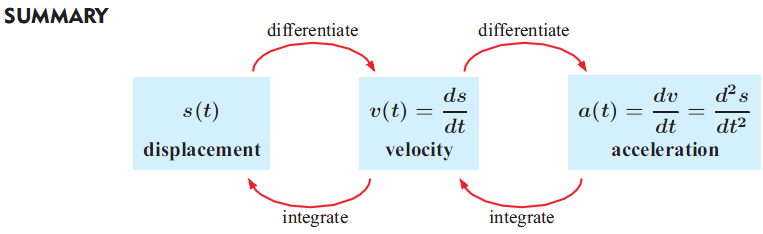 SUMMARY
differentiate differentiate
s(t) v(t) = ds/dt a(t) = dv/dt = d²s/dt²
displacement velocity acceleration
integrate integrate